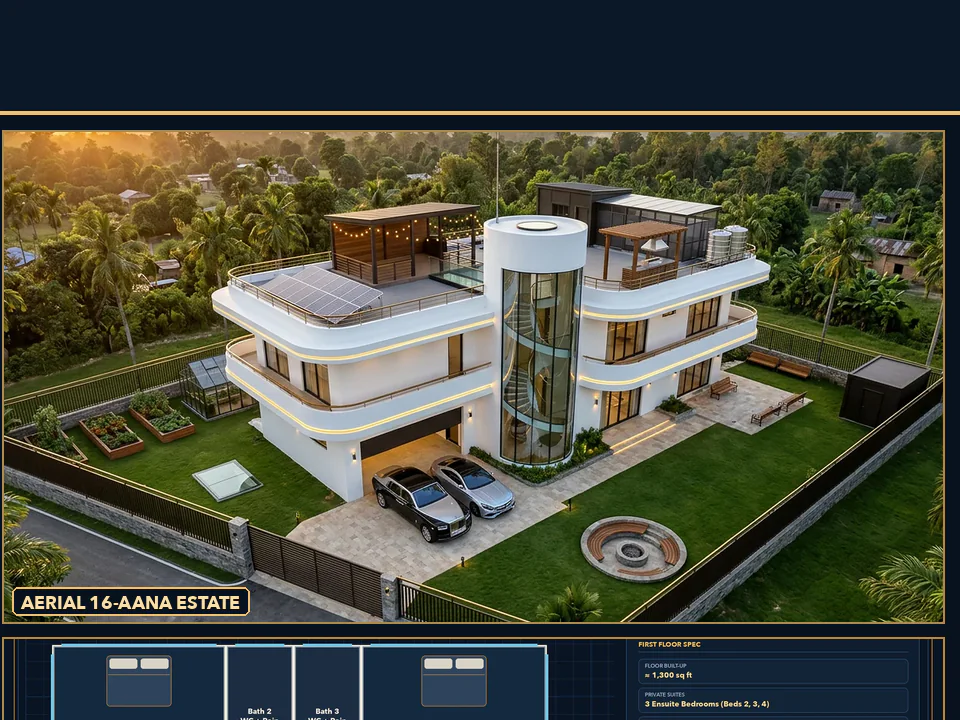 AERIAL 16-AANA ESTATE
FIRST FLOOR SPEC
FLOOR BUILT-UP
≈ 1,300 sq ft
PRIVATE SUITES
3 Ensuite Bedrooms (Beds 2, 3, 4)
Bath 2
Bath 3